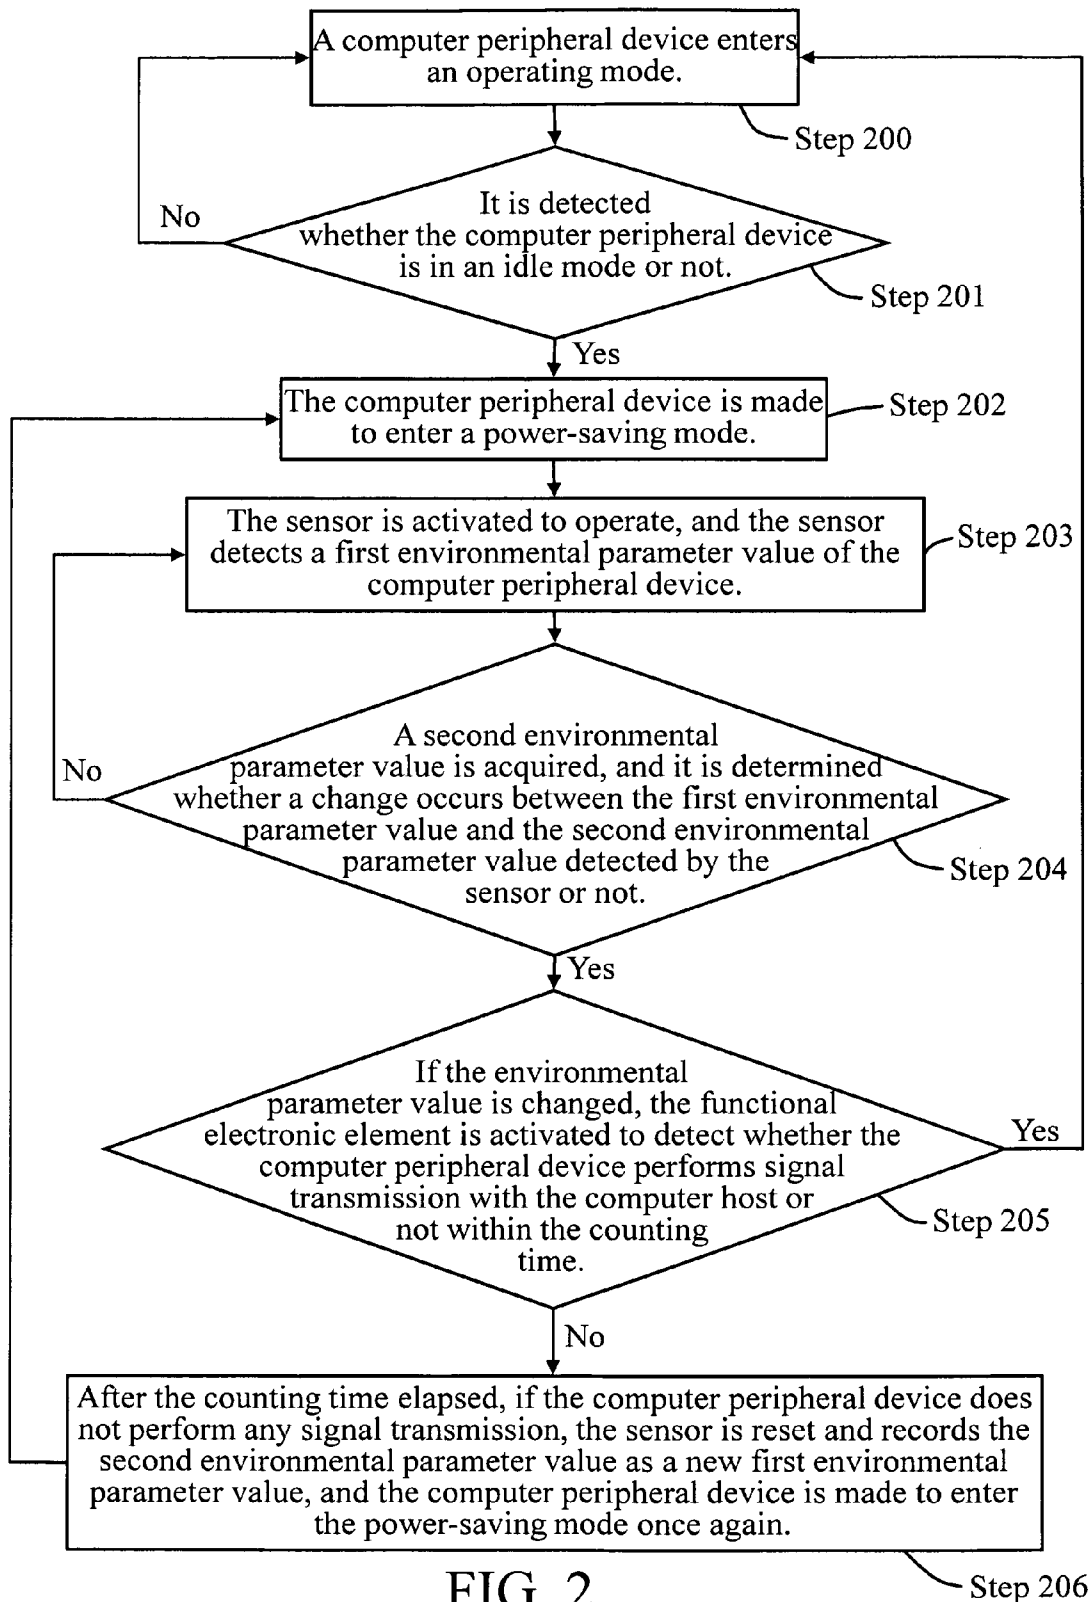 A computer peripheral device enters
an operating mode.
Step 200
It is detected
whether the computer peripheral device
is in an idle mode or not.
No
Step 201
Yes
The computer peripheral device is made
to enter a power-saving mode.
Step 202
The sensor is activated to operate, and the sensor
detects a first environmental parameter value of the
computer peripheral device.
Step 203
A second environmental
parameter value is acquired, and it is determined
whether a change occurs between the first environmental
parameter value and the second environmental
parameter value detected by the
sensor or not.
No
Step 204
Yes
If the environmental
parameter value is changed, the functional
electronic element is activated to detect whether the
computer peripheral device performs signal
transmission with the computer host or
not within the counting
time.
Yes
Step 205
No
After the counting time elapsed, if the computer peripheral device does
not perform any signal transmission, the sensor is reset and records the
second environmental parameter value as a new first environmental
parameter value, and the computer peripheral device is made to enter
the power-saving mode once again.
Step 206
FIG. 2